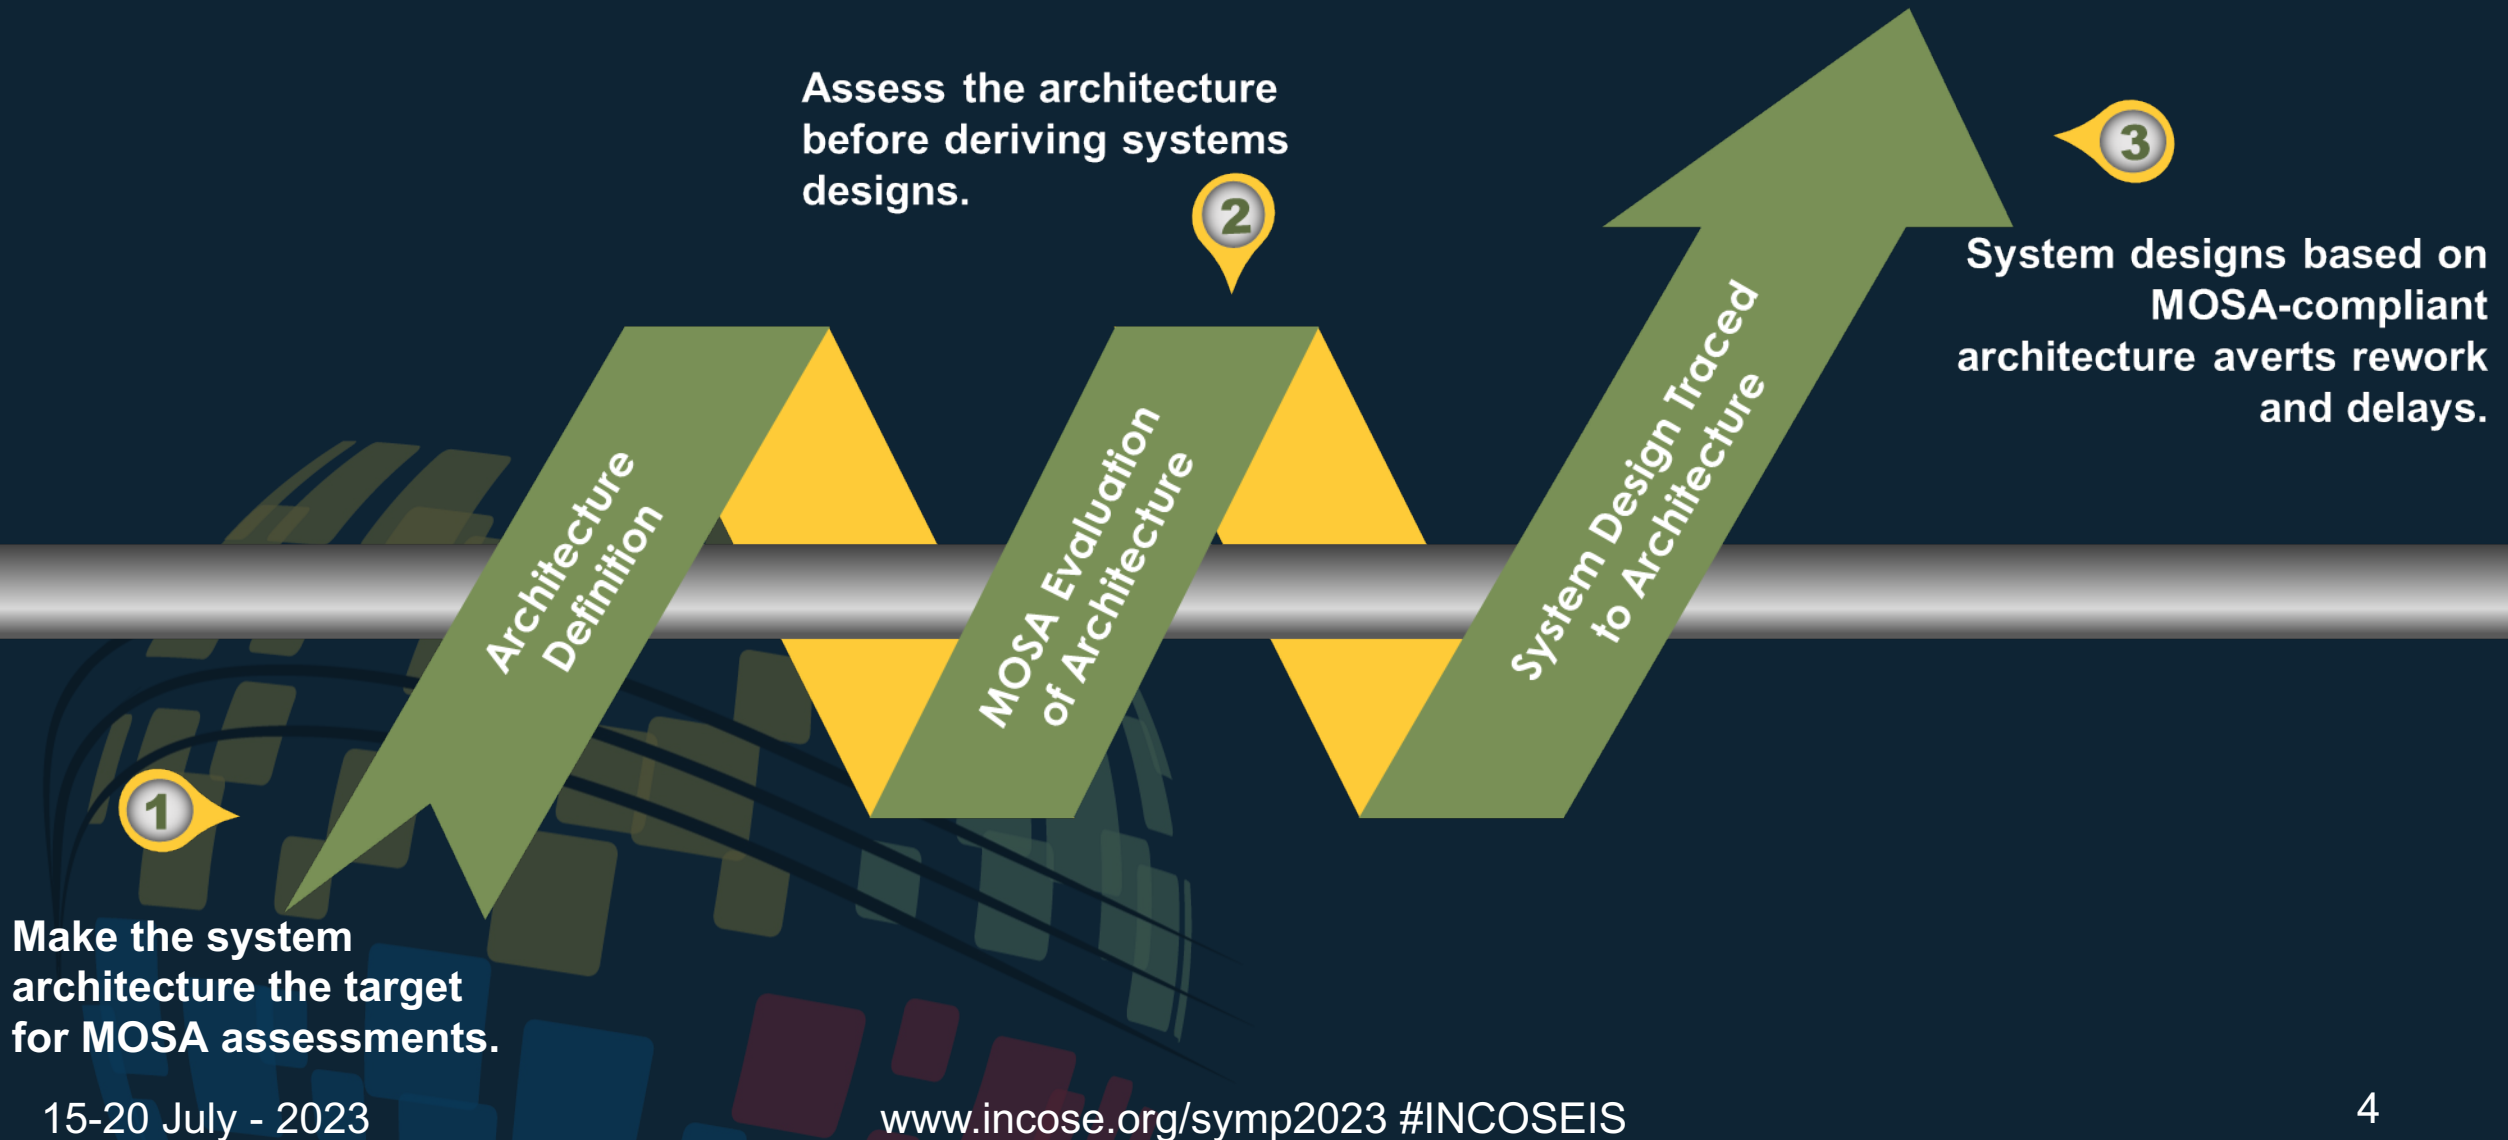 Assess the architecture
before deriving systems
designs.
2
3
System designs based on
MOSA-compliant
architecture averts rework
and delays.
Architecture
Definition
MOSA Evaluation
of Architecture
System Design Traced
to Architecture
1
Make the system
architecture the target
for MOSA assessments.
15-20 July - 2023
www.incose.org/symp2023 #INCOSEIS
4